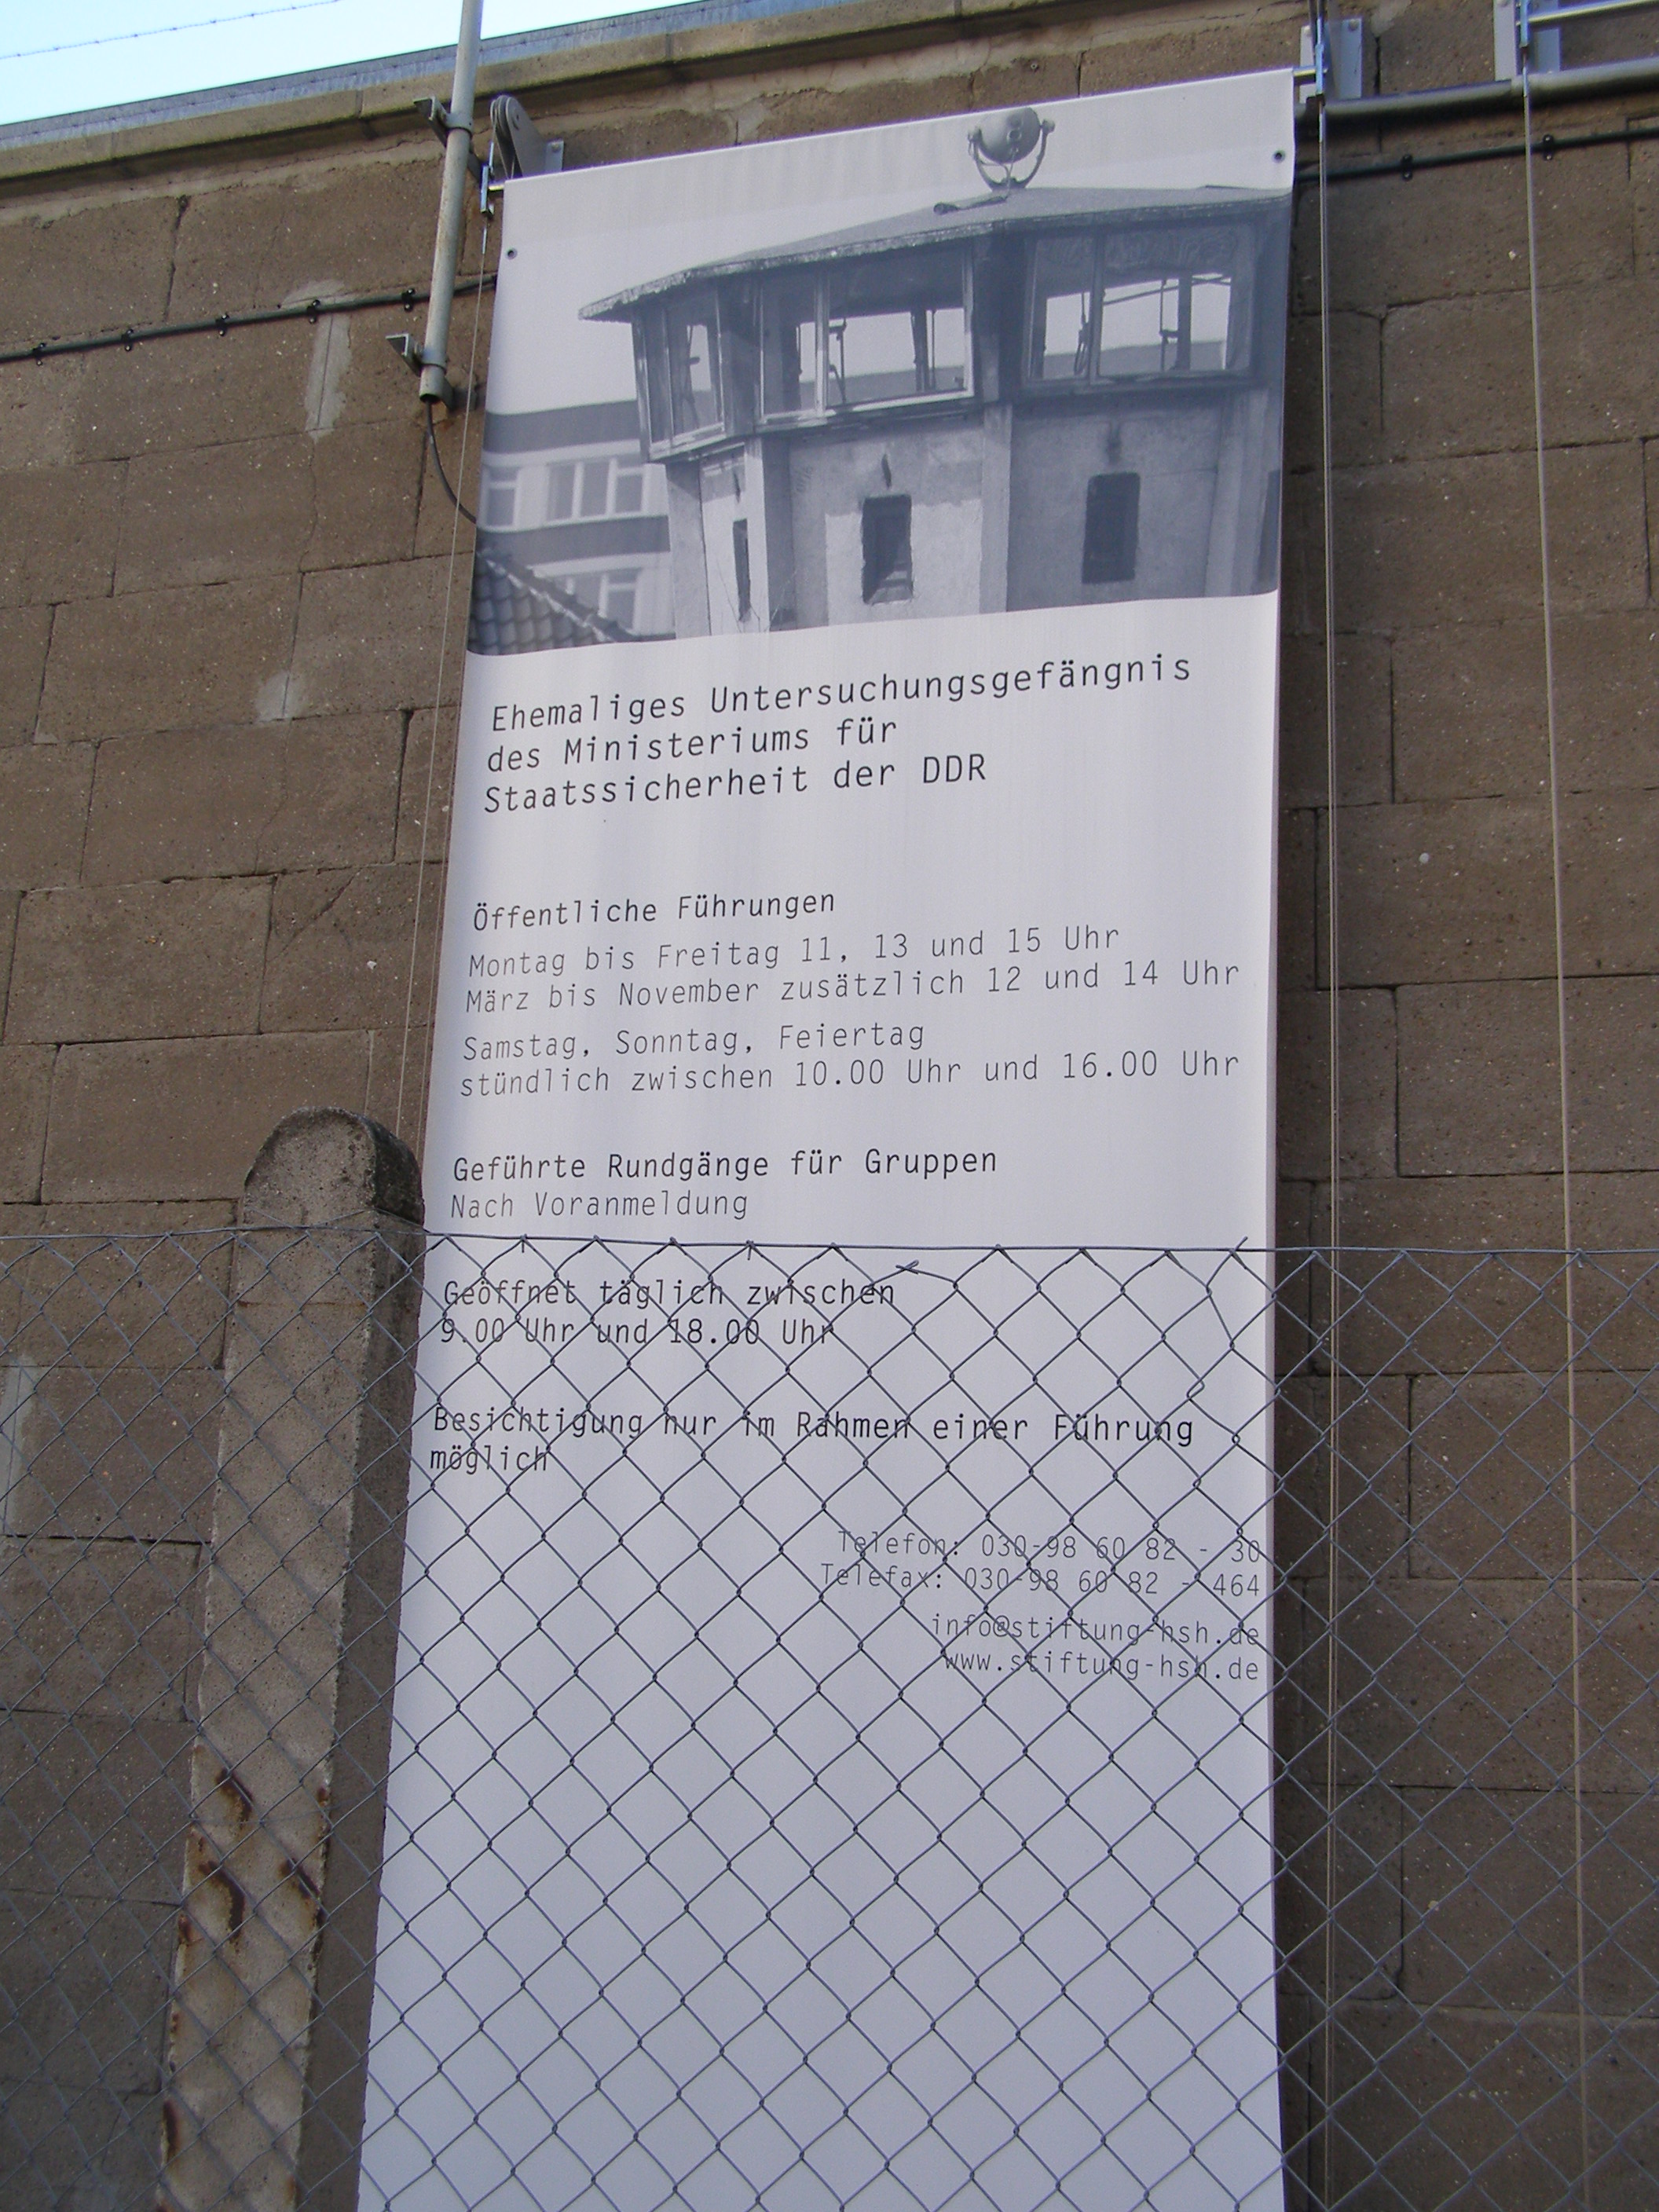 Ehemaliges Untersuchungsgefängnis
des Ministeriums für
Staatssicherheit der DDR
Öffentliche Führungen
Montag bis Freitag 11, 13 und 15 Uhr
März bis November zusätzlich 12 und 14 Uhr
Samstag, Sonntag, Feiertag
stündlich zwischen 10.00 Uhr und 16.00 Uhr
Geführte Rundgänge für Gruppen
Nach Voranmeldung
Geöffnet täglich zwischen
9.00 Uhr und 18.00 Uhr
Besichtigung nur im Rahmen einer Führung
möglich
Telefon: 030-98 60 82 - 30
Telefax: 030-98 60 82 - 464
info@stiftung-hsh.de
www.stiftung-hsh.de